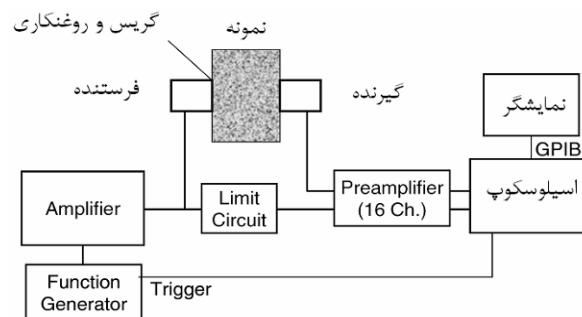 گریس و روغنکاری
نمونه
فرستنده
گیرنده
نمایشگر
GPIB
Amplifier
Limit
Circuit
Preamplifier
(16 Ch.)
اسیلوسکوپ
Function
Generator
Trigger